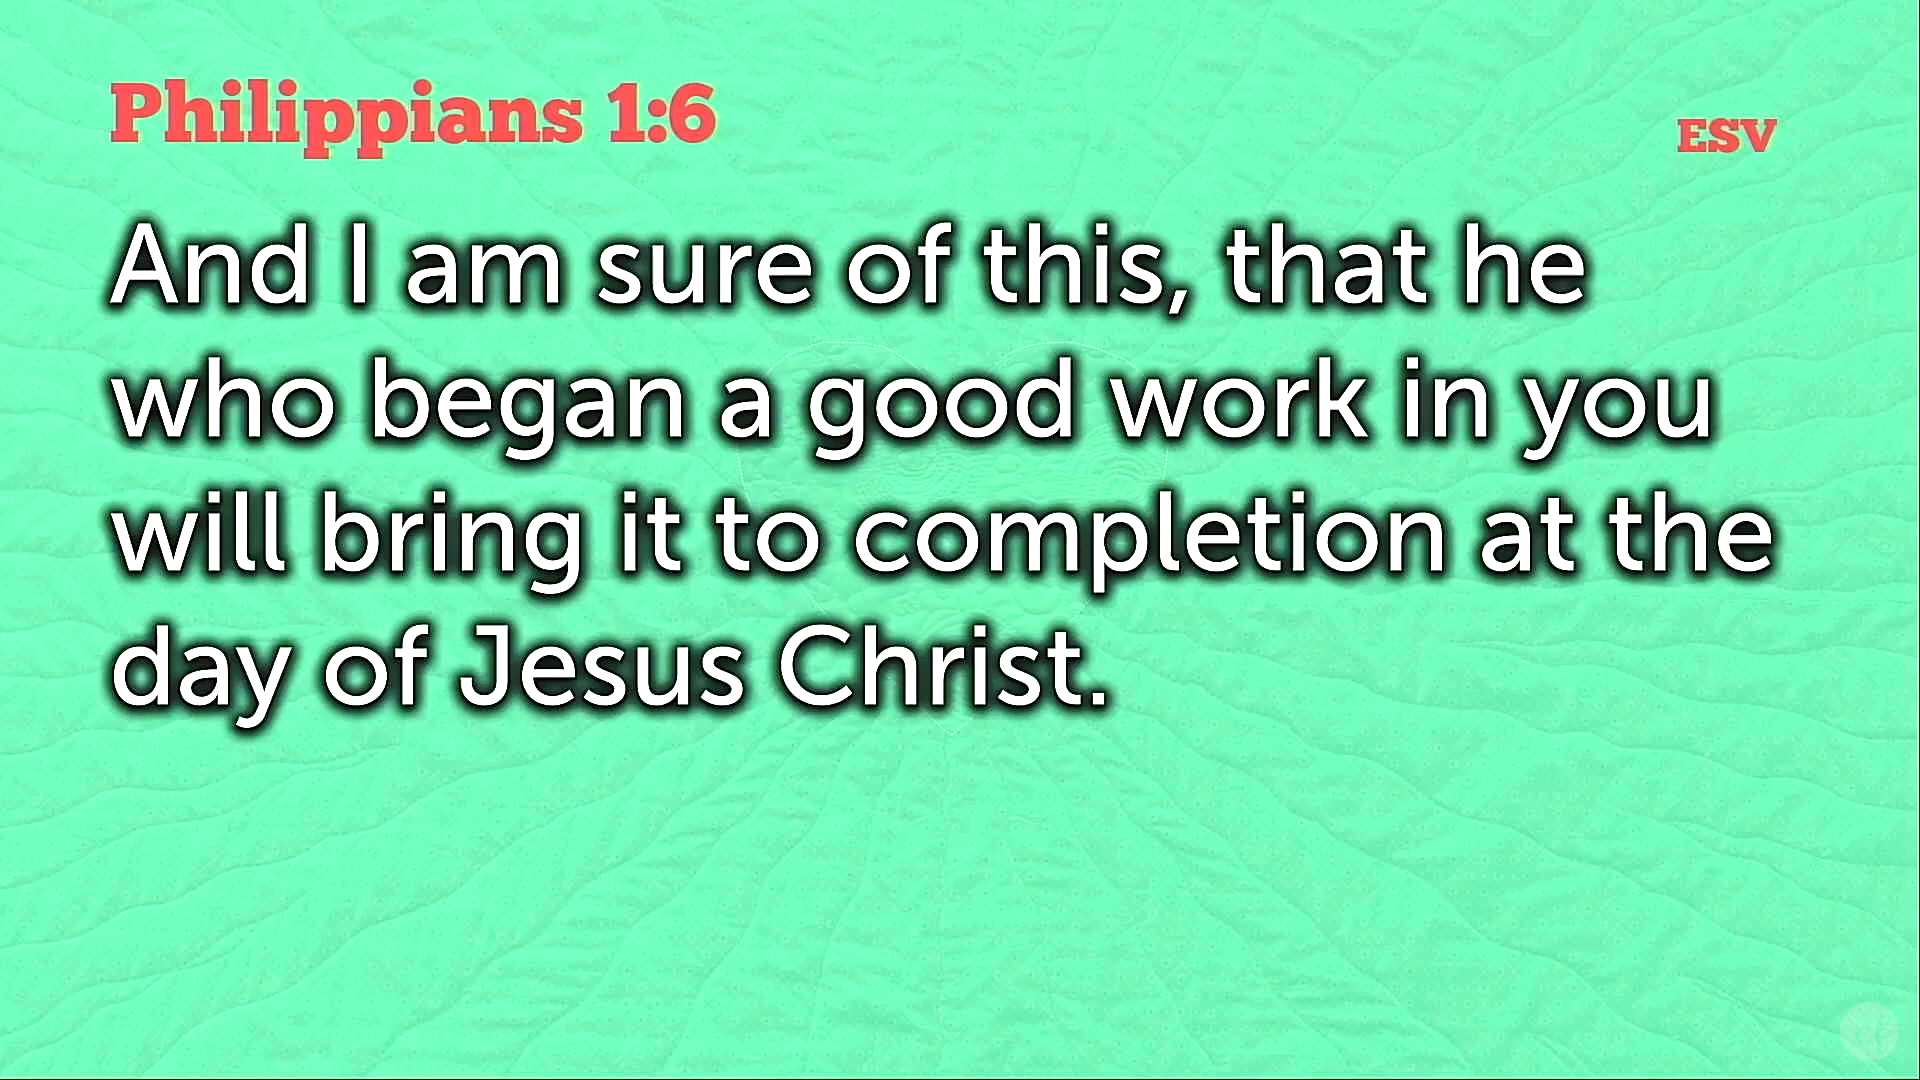 Philippians 1:6
ESV
And I am sure of this, that he
who began a good work in you
will bring it to completion at the
day of Jesus Christ.